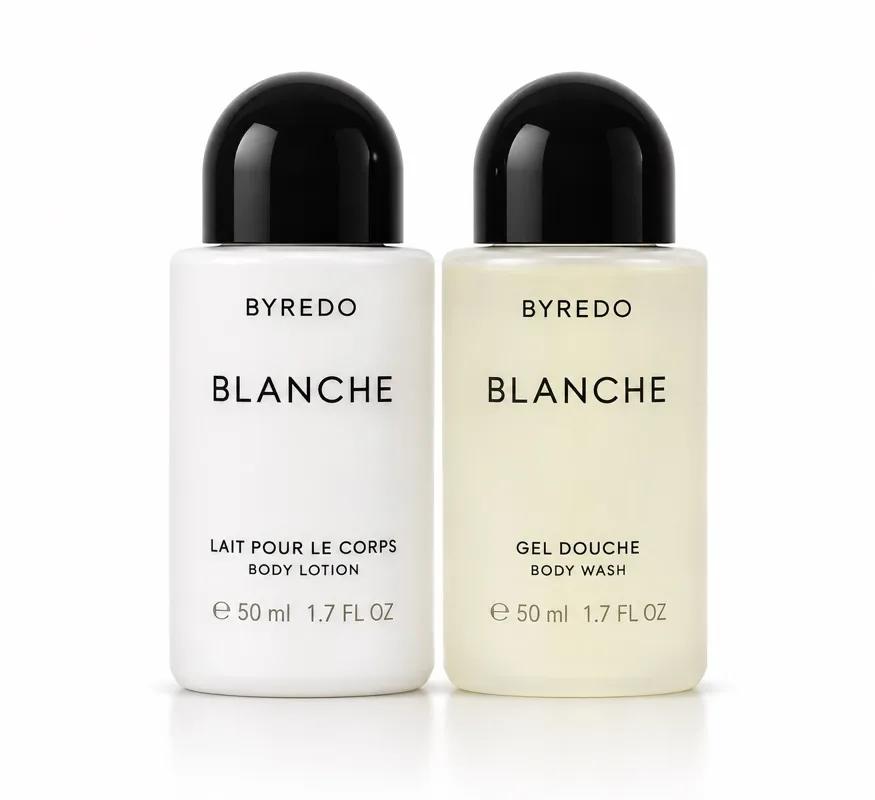 BYREDO
BLANCHE
LAIT POUR LE CORPS
BODY LOTION
℮ 50 ml 1.7 FL OZ
BYREDO
BLANCHE
GEL DOUCHE
BODY WASH
℮ 50 ml 1.7 FL OZ